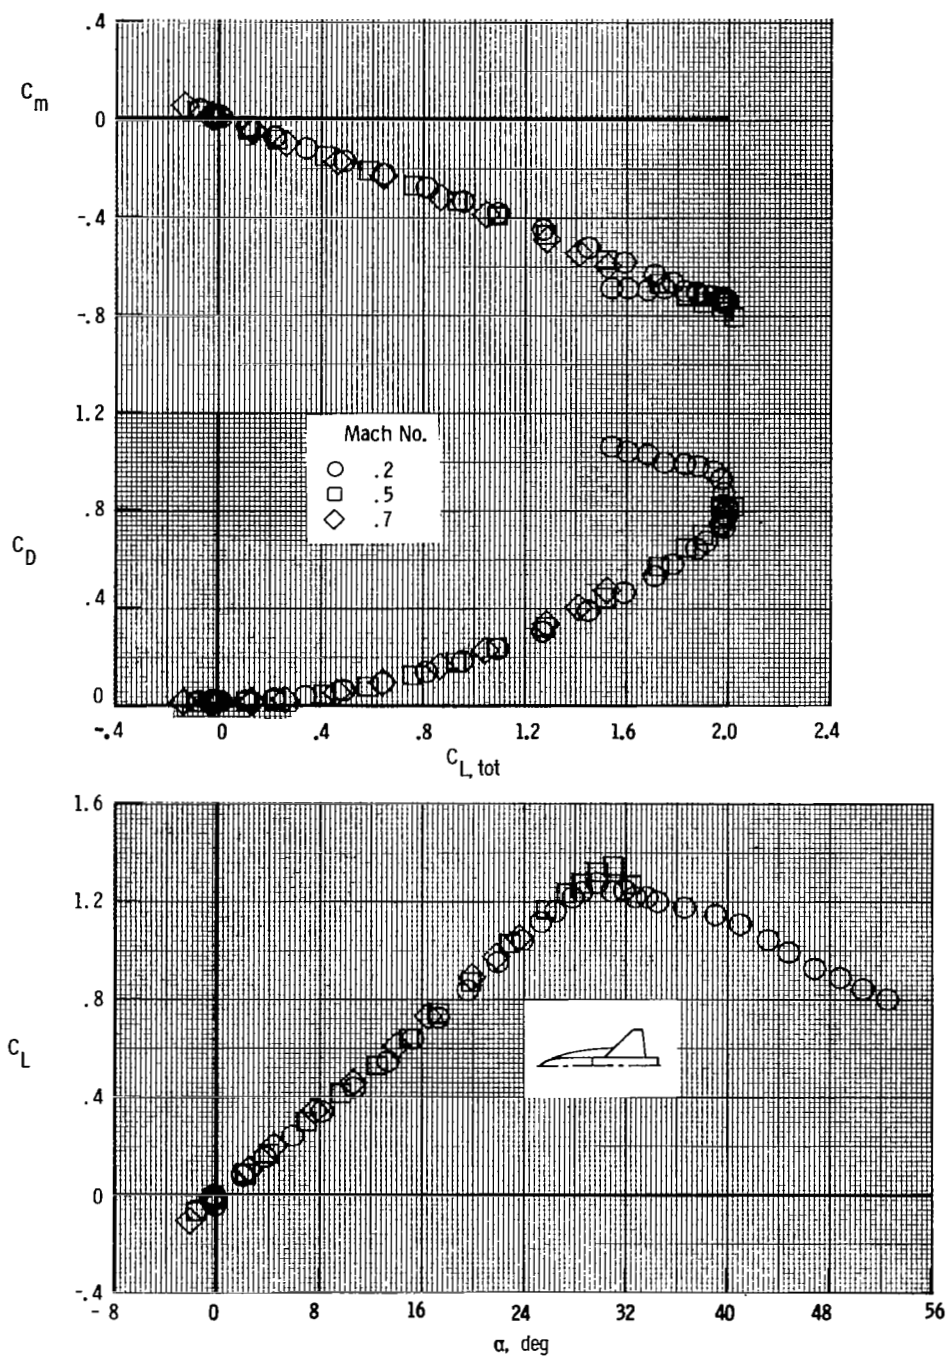 .4
C_m
0
-.4
-.8
1.2
Mach No.
.2
.5
.7
.8
C_D
.4
0
-.4 0 .4 .8 1.2 1.6 2.0 2.4
C_L, tot
1.6
1.2
.8
C_L
.4
0
-.4
-8 0 8 16 24 32 40 48 56
α, deg